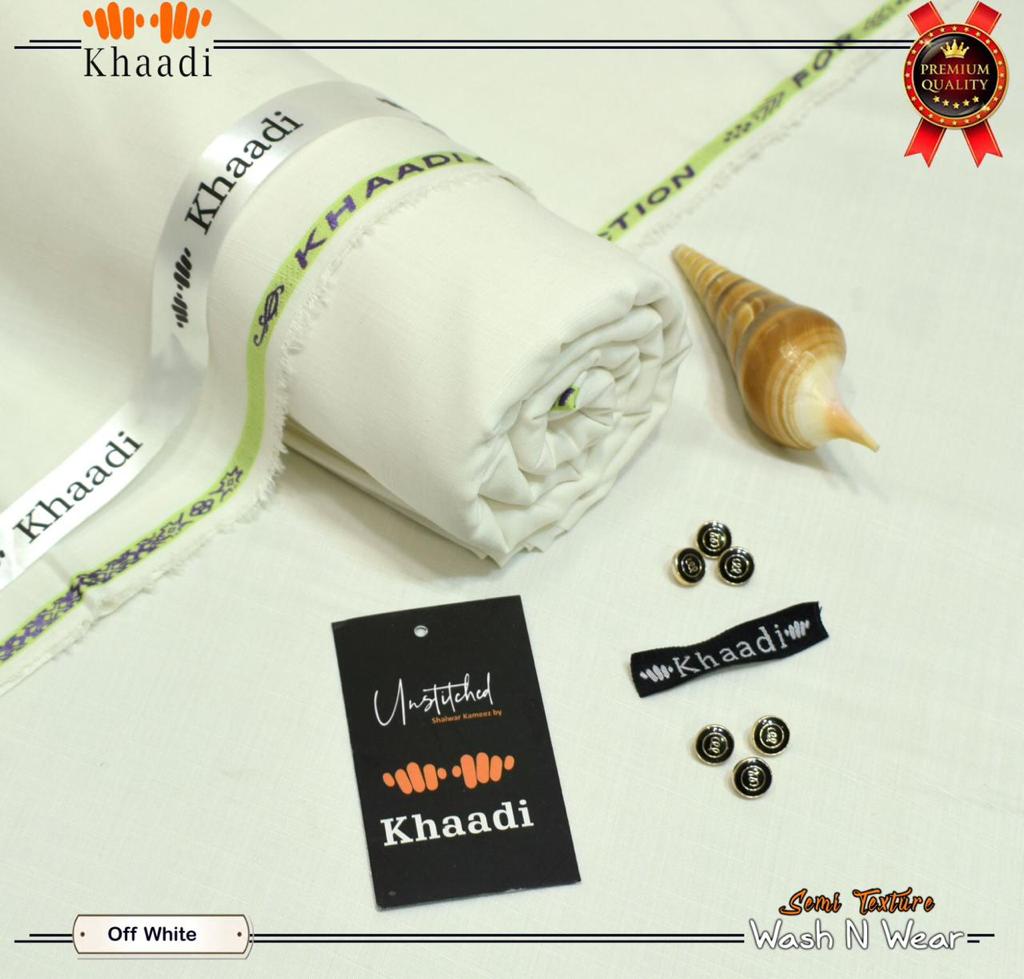 Khaadi
PREMIUM
QUALITY
FOR
Khaadi
KHAADI
TION
Khaadi
Unstitched
Shalwar Kameez by
Khaadi
Khaadi
Off White
Semi Texture
Wash N Wear